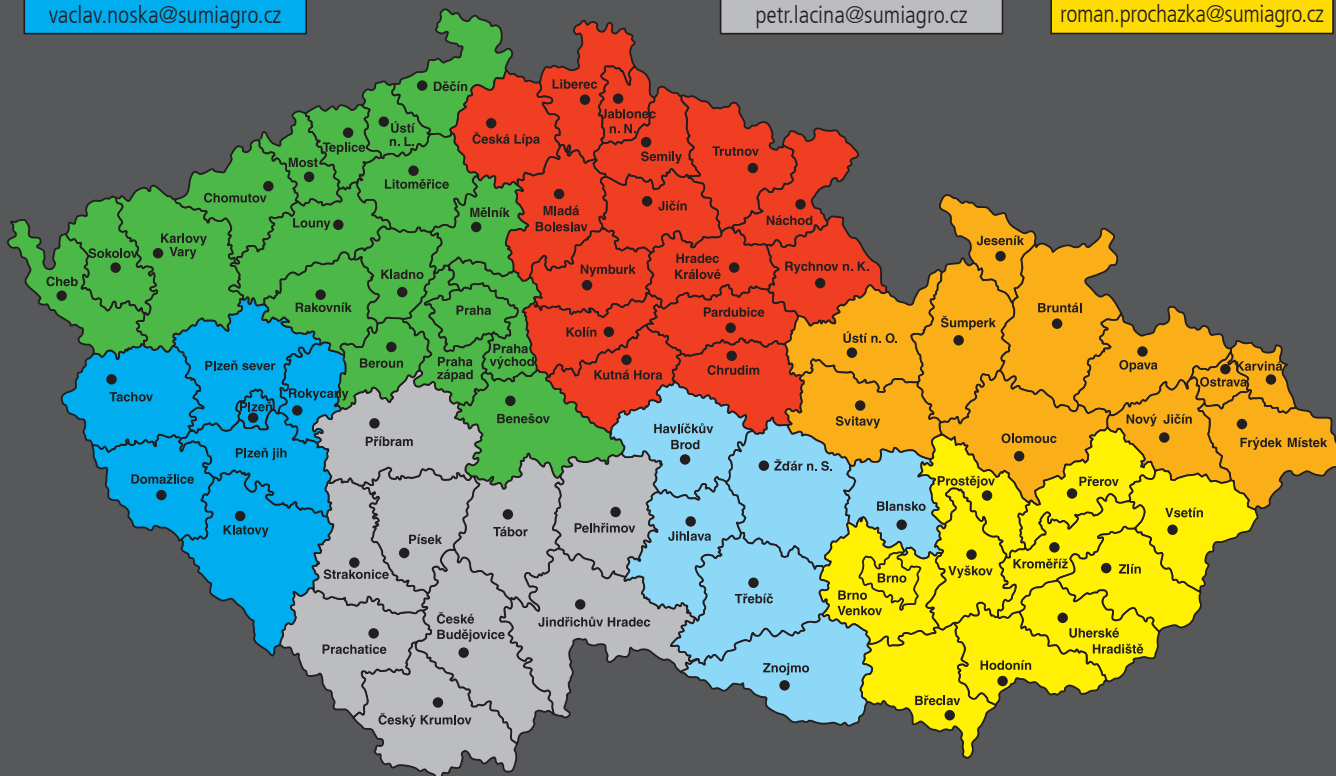 vaclav.noska@sumiagro.cz
petr.lacina@sumiagro.cz
roman.prochazka@sumiagro.cz
Děčín
Liberec
Jablonec
n. N.
Ústí
n. L.
Teplice
Česká Lípa
Semily
Trutnov
Most
Litoměřice
Chomutov
Mělník
Mladá
Boleslav
Jičín
Náchod
Louny
Karlovy
Vary
Sokolov
Cheb
Kladno
Nymburk
Hradec
Králové
Rychnov n. K.
Jeseník
Rakovník
Praha
Pardubice
Bruntál
Šumperk
Kolín
Ústí n. O.
Beroun
Praha
západ
Praha
východ
Kutná Hora
Chrudim
Opava
Karviná
Ostrava
Plzeň sever
Tachov
Rokycany
Plzeň
Benešov
Svitavy
Nový Jičín
Frýdek Místek
Příbram
Havlíčkův
Brod
Olomouc
Plzeň jih
Žďár n. S.
Domažlice
Prostějov
Přerov
Klatovy
Blansko
Vsetín
Písek
Tábor
Pelhřimov
Jihlava
Strakonice
Vyškov
Kroměříž
Zlín
Brno
Brno
Venkov
Třebíč
České
Budějovice
Jindřichův Hradec
Prachatice
Uherské
Hradiště
Znojmo
Hodonín
Břeclav
Český Krumlov